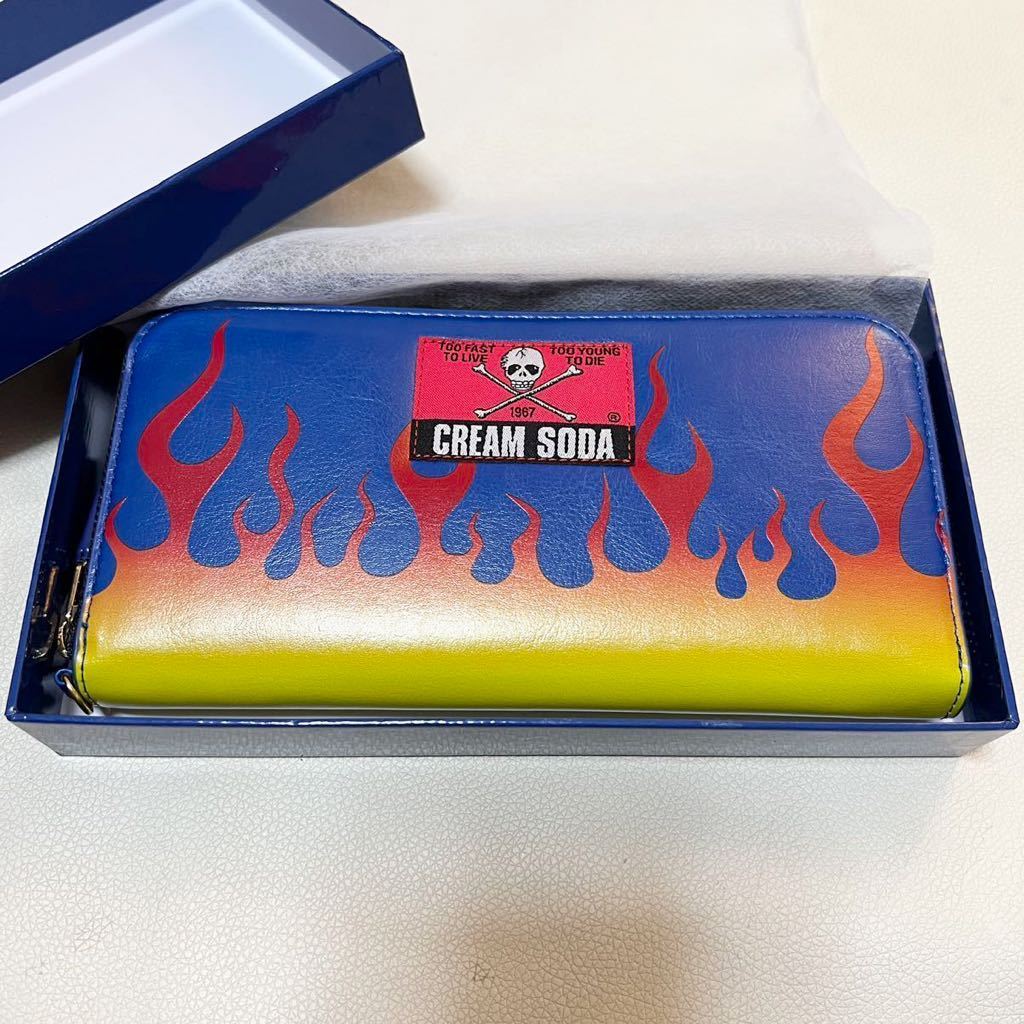 TOO FAST
TO LIVE
TOO YOUNG
TO DIE
1967
®
CREAM SODA